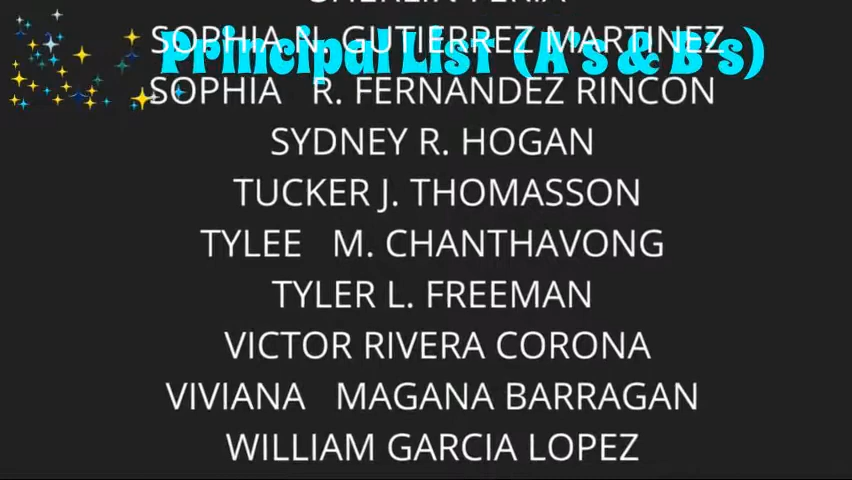 SOPHIA N. GUTIERREZ MARTINEZ
Principal List (A's & B's)
SOPHIA R. FERNANDEZ RINCON
SYDNEY R. HOGAN
TUCKER J. THOMASSON
TYLEE M. CHANTHAVONG
TYLER L. FREEMAN
VICTOR RIVERA CORONA
VIVIANA MAGANA BARRAGAN
WILLIAM GARCIA LOPEZ